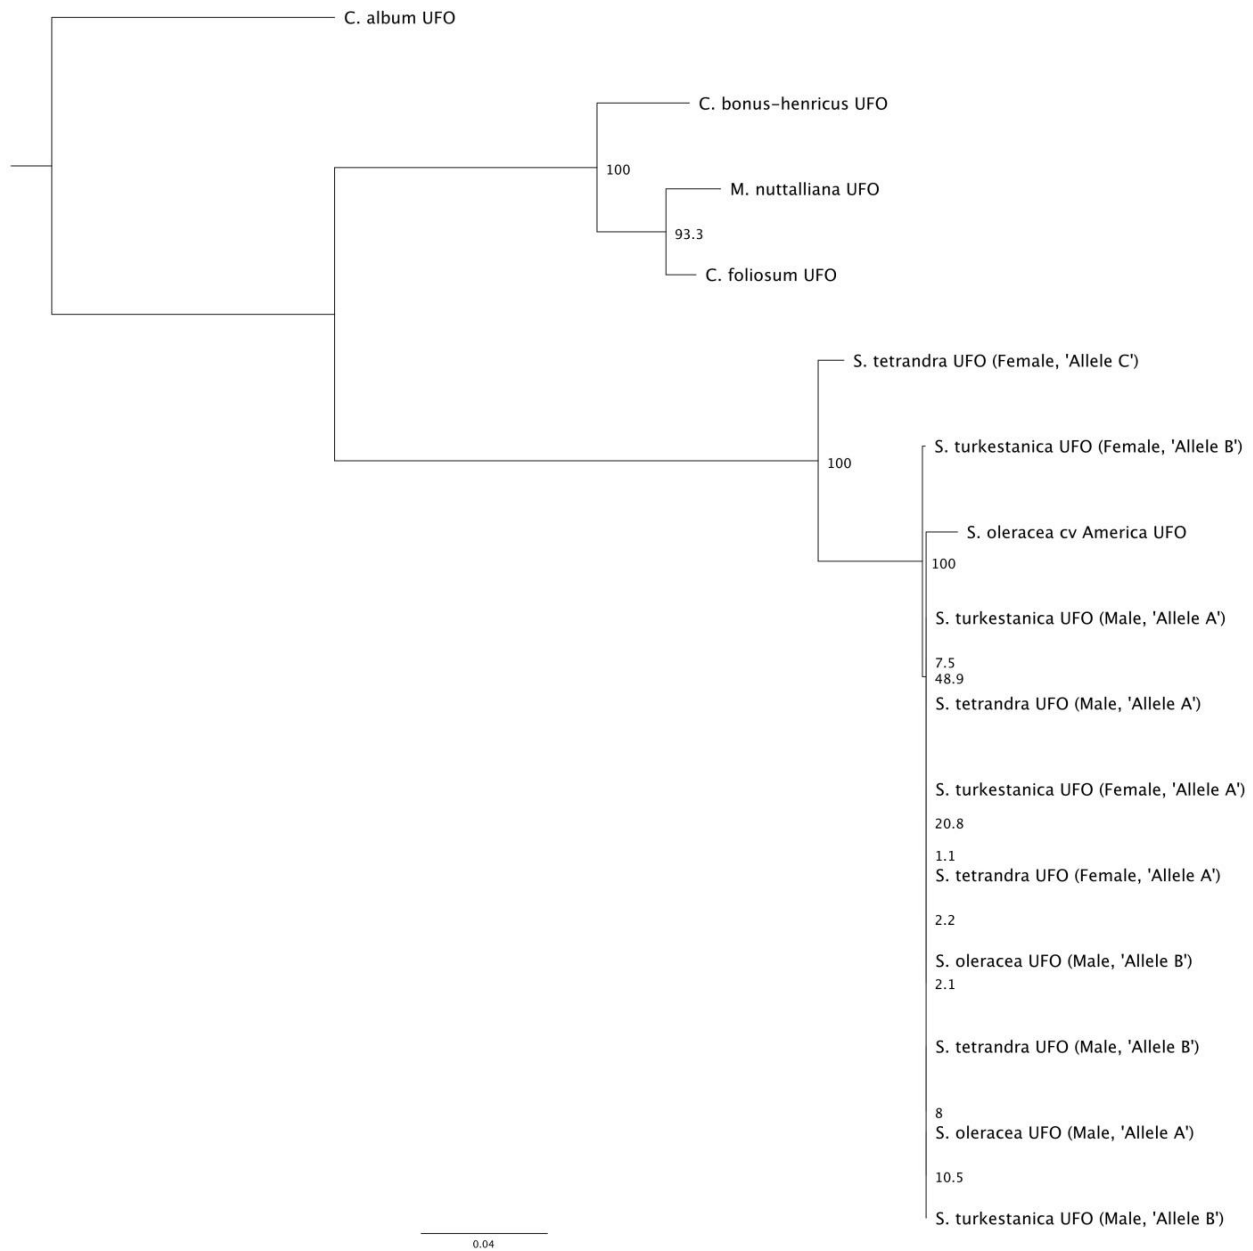 C. album UFO
C. bonus-henricus UFO
100
M. nuttalliana UFO
93.3
C. foliosum UFO
S. tetrandra UFO (Female, 'Allele C')
S. turkestanica UFO (Female, 'Allele B')
100
S. oleracea cv America UFO
100
S. turkestanica UFO (Male, 'Allele A')
7.5
48.9
S. tetrandra UFO (Male, 'Allele A')
S. turkestanica UFO (Female, 'Allele A')
20.8
1.1
S. tetrandra UFO (Female, 'Allele A')
2.2
S. oleracea UFO (Male, 'Allele B')
2.1
S. tetrandra UFO (Male, 'Allele B')
8
S. oleracea UFO (Male, 'Allele A')
10.5
S. turkestanica UFO (Male, 'Allele B')
0.04